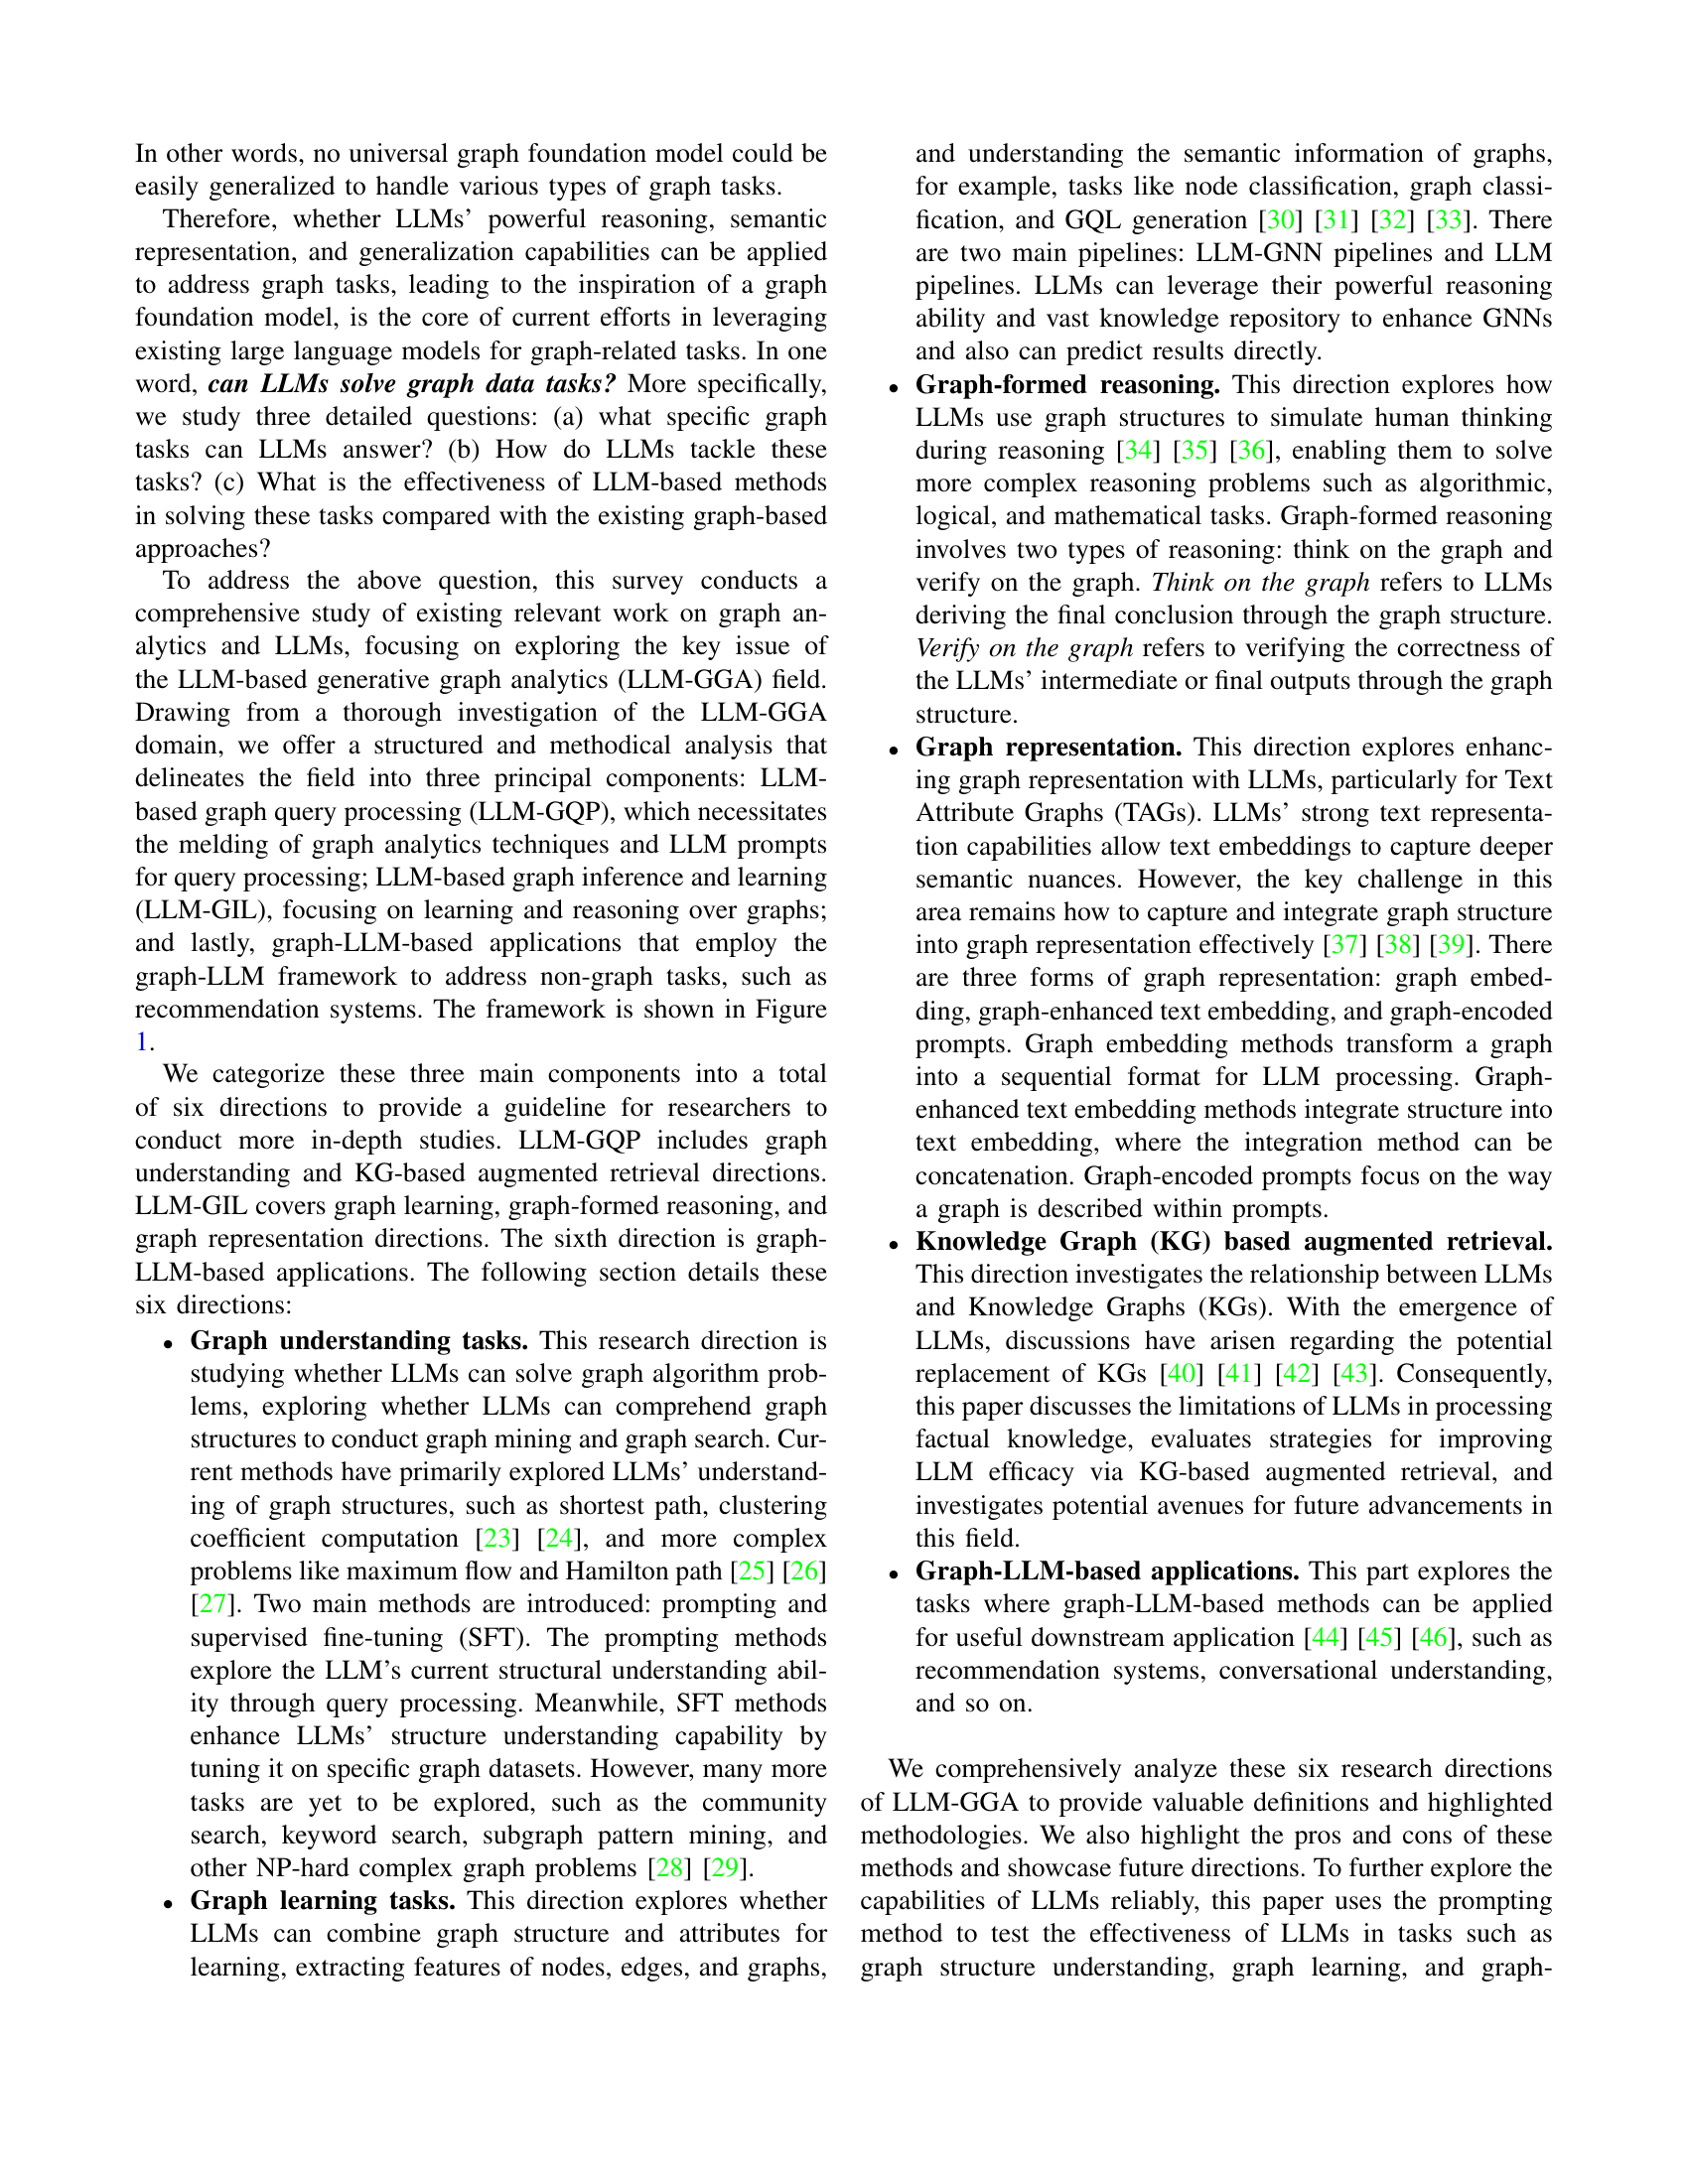 In other words, no universal graph foundation model could be
easily generalized to handle various types of graph tasks.
Therefore, whether LLMs’ powerful reasoning, semantic
representation, and generalization capabilities can be applied
to address graph tasks, leading to the inspiration of a graph
foundation model, is the core of current efforts in leveraging
existing large language models for graph-related tasks. In one
word, can LLMs solve graph data tasks? More specifically,
we study three detailed questions: (a) what specific graph
tasks can LLMs answer? (b) How do LLMs tackle these
tasks? (c) What is the effectiveness of LLM-based methods
in solving these tasks compared with the existing graph-based
approaches?
To address the above question, this survey conducts a
comprehensive study of existing relevant work on graph an-
alytics and LLMs, focusing on exploring the key issue of
the LLM-based generative graph analytics (LLM-GGA) field.
Drawing from a thorough investigation of the LLM-GGA
domain, we offer a structured and methodical analysis that
delineates the field into three principal components: LLM-
based graph query processing (LLM-GQP), which necessitates
the melding of graph analytics techniques and LLM prompts
for query processing; LLM-based graph inference and learning
(LLM-GIL), focusing on learning and reasoning over graphs;
and lastly, graph-LLM-based applications that employ the
graph-LLM framework to address non-graph tasks, such as
recommendation systems. The framework is shown in Figure
1.
We categorize these three main components into a total
of six directions to provide a guideline for researchers to
conduct more in-depth studies. LLM-GQP includes graph
understanding and KG-based augmented retrieval directions.
LLM-GIL covers graph learning, graph-formed reasoning, and
graph representation directions. The sixth direction is graph-
LLM-based applications. The following section details these
six directions:
• Graph understanding tasks. This research direction is
studying whether LLMs can solve graph algorithm prob-
lems, exploring whether LLMs can comprehend graph
structures to conduct graph mining and graph search. Cur-
rent methods have primarily explored LLMs’ understand-
ing of graph structures, such as shortest path, clustering
coefficient computation [23] [24], and more complex
problems like maximum flow and Hamilton path [25] [26]
[27]. Two main methods are introduced: prompting and
supervised fine-tuning (SFT). The prompting methods
explore the LLM’s current structural understanding abil-
ity through query processing. Meanwhile, SFT methods
enhance LLMs’ structure understanding capability by
tuning it on specific graph datasets. However, many more
tasks are yet to be explored, such as the community
search, keyword search, subgraph pattern mining, and
other NP-hard complex graph problems [28] [29].
• Graph learning tasks. This direction explores whether
LLMs can combine graph structure and attributes for
learning, extracting features of nodes, edges, and graphs,
and understanding the semantic information of graphs,
for example, tasks like node classification, graph classi-
fication, and GQL generation [30] [31] [32] [33]. There
are two main pipelines: LLM-GNN pipelines and LLM
pipelines. LLMs can leverage their powerful reasoning
ability and vast knowledge repository to enhance GNNs
and also can predict results directly.
• Graph-formed reasoning. This direction explores how
LLMs use graph structures to simulate human thinking
during reasoning [34] [35] [36], enabling them to solve
more complex reasoning problems such as algorithmic,
logical, and mathematical tasks. Graph-formed reasoning
involves two types of reasoning: think on the graph and
verify on the graph. Think on the graph refers to LLMs
deriving the final conclusion through the graph structure.
Verify on the graph refers to verifying the correctness of
the LLMs’ intermediate or final outputs through the graph
structure.
• Graph representation. This direction explores enhanc-
ing graph representation with LLMs, particularly for Text
Attribute Graphs (TAGs). LLMs’ strong text representa-
tion capabilities allow text embeddings to capture deeper
semantic nuances. However, the key challenge in this
area remains how to capture and integrate graph structure
into graph representation effectively [37] [38] [39]. There
are three forms of graph representation: graph embed-
ding, graph-enhanced text embedding, and graph-encoded
prompts. Graph embedding methods transform a graph
into a sequential format for LLM processing. Graph-
enhanced text embedding methods integrate structure into
text embedding, where the integration method can be
concatenation. Graph-encoded prompts focus on the way
a graph is described within prompts.
• Knowledge Graph (KG) based augmented retrieval.
This direction investigates the relationship between LLMs
and Knowledge Graphs (KGs). With the emergence of
LLMs, discussions have arisen regarding the potential
replacement of KGs [40] [41] [42] [43]. Consequently,
this paper discusses the limitations of LLMs in processing
factual knowledge, evaluates strategies for improving
LLM efficacy via KG-based augmented retrieval, and
investigates potential avenues for future advancements in
this field.
• Graph-LLM-based applications. This part explores the
tasks where graph-LLM-based methods can be applied
for useful downstream application [44] [45] [46], such as
recommendation systems, conversational understanding,
and so on.
We comprehensively analyze these six research directions
of LLM-GGA to provide valuable definitions and highlighted
methodologies. We also highlight the pros and cons of these
methods and showcase future directions. To further explore the
capabilities of LLMs reliably, this paper uses the prompting
method to test the effectiveness of LLMs in tasks such as
graph structure understanding, graph learning, and graph-